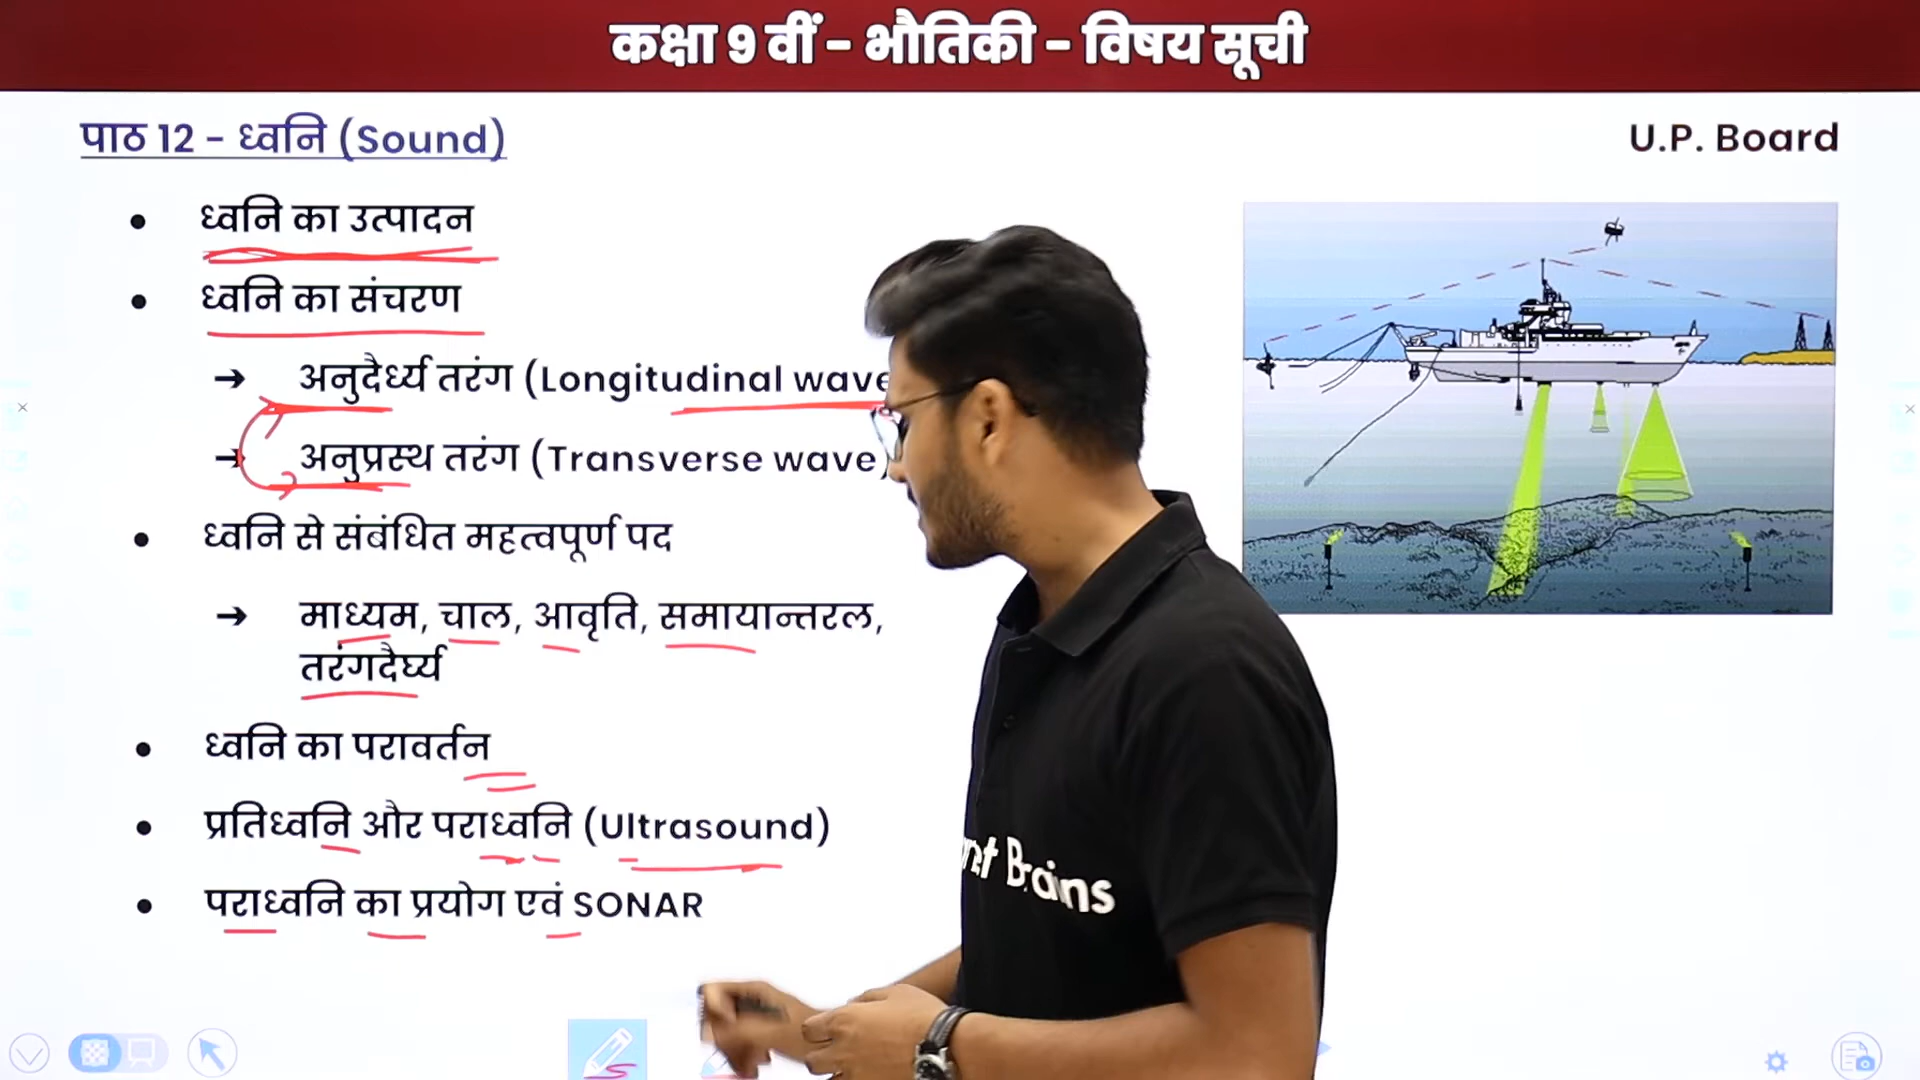 कक्षा 9 वीं - भौतिकी - विषय सूची
पाठ 12 - ध्वनि (Sound)
U.P. Board
• ध्वनि का उत्पादन
• ध्वनि का संचरण
➔ अनुदैर्ध्य तरंग (Longitudinal wave
➔ अनुप्रस्थ तरंग (Transverse wave)
• ध्वनि से संबंधित महत्वपूर्ण पद
➔ माध्यम, चाल, आवृति, समायान्तरल,
तरंगदैर्घ्य
• ध्वनि का परावर्तन
• प्रतिध्वनि और पराध्वनि (Ultrasound)
• पराध्वनि का प्रयोग एवं SONAR
Brains